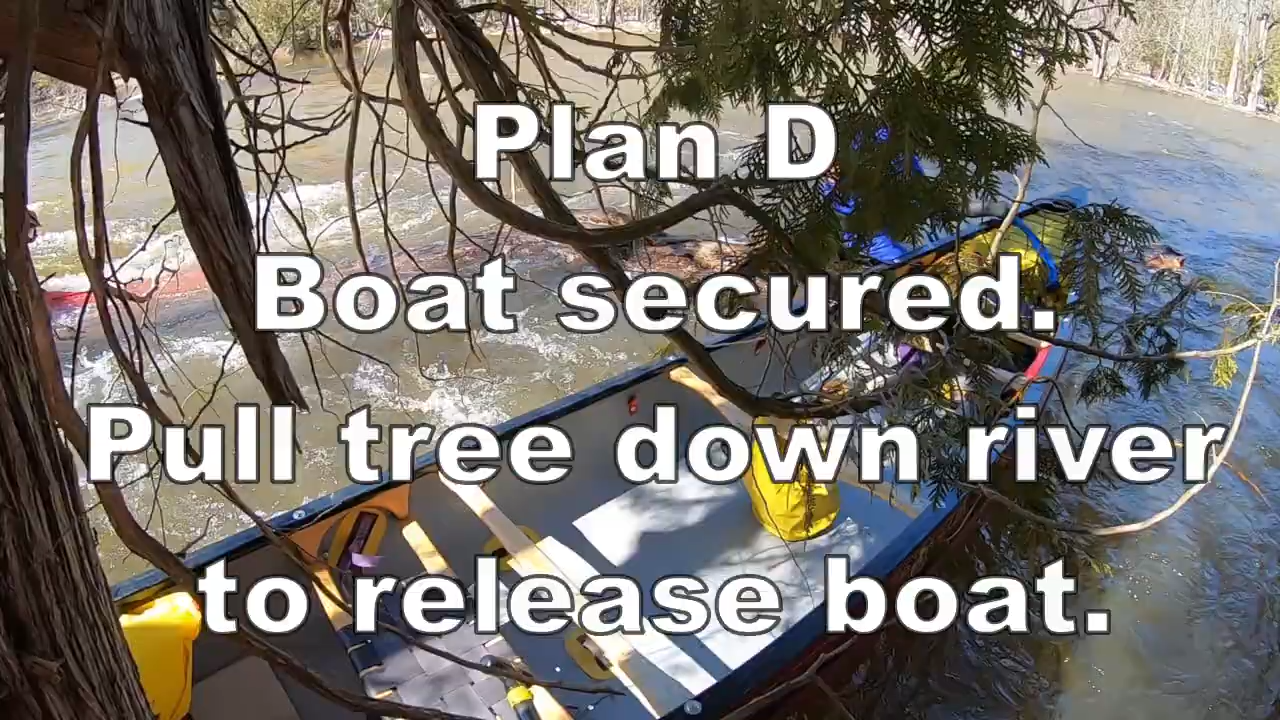 Plan D
Boat secured.
Pull tree down river
to release boat.